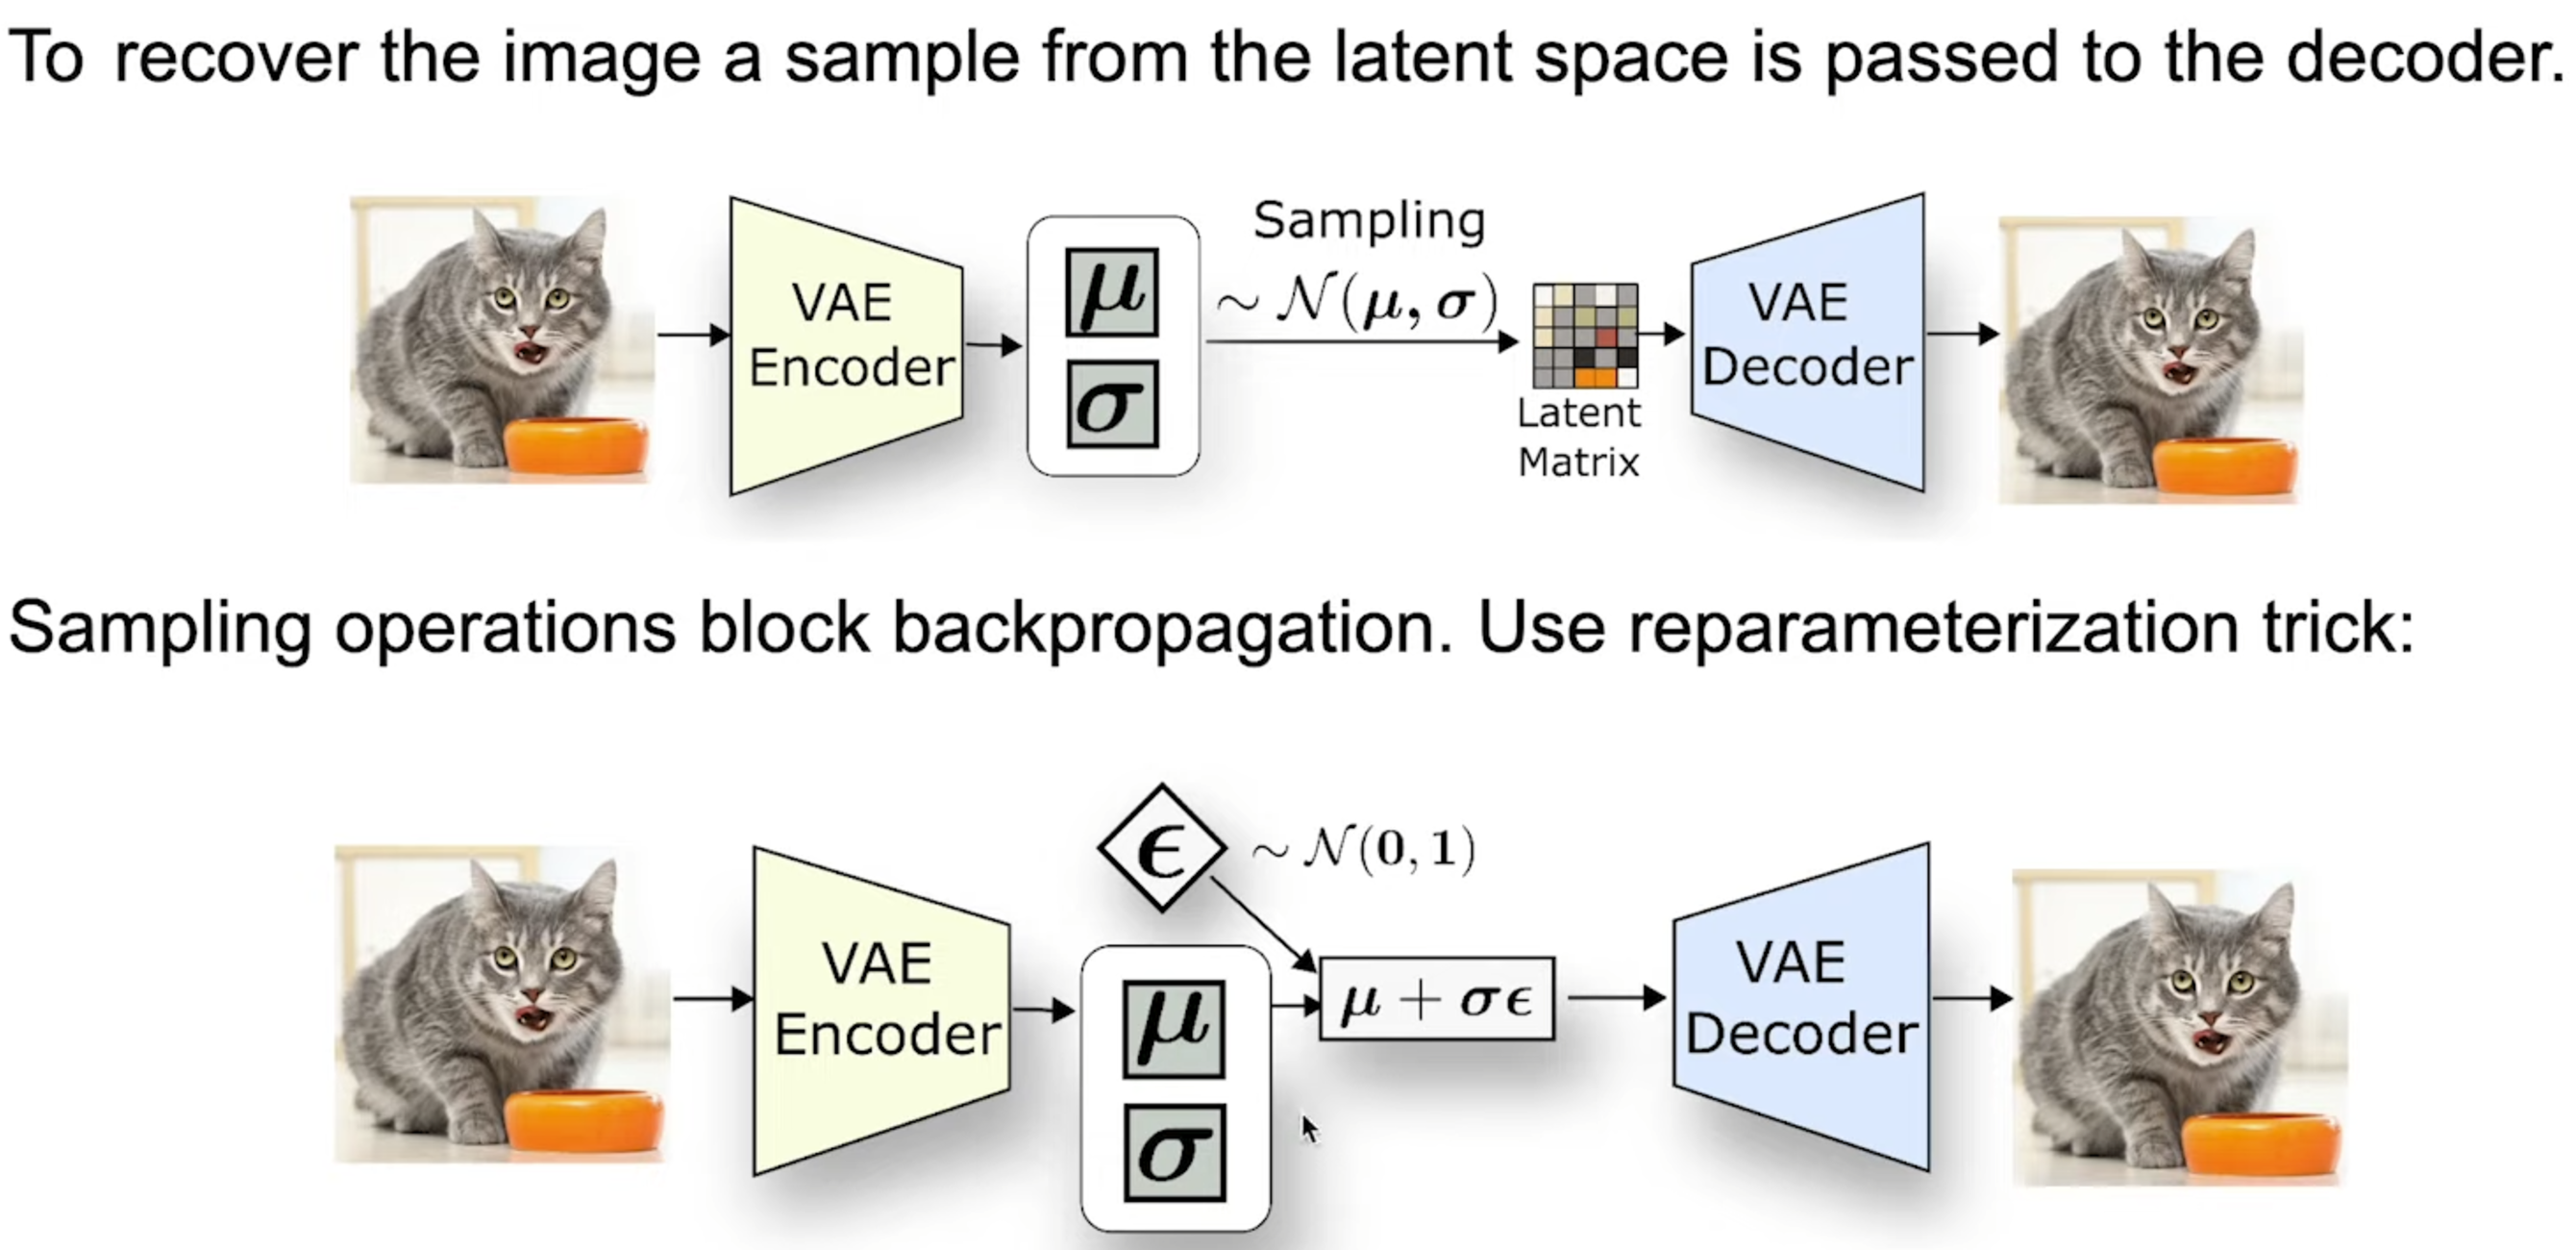 To recover the image a sample from the latent space is passed to the decoder.
VAE
Encoder
μ
σ
Sampling
∼ 𝒩(μ, σ)
Latent
Matrix
VAE
Decoder
Sampling operations block backpropagation. Use reparameterization trick:
VAE
Encoder
ϵ
∼ 𝒩(0, 1)
μ
σ
μ + σϵ
VAE
Decoder